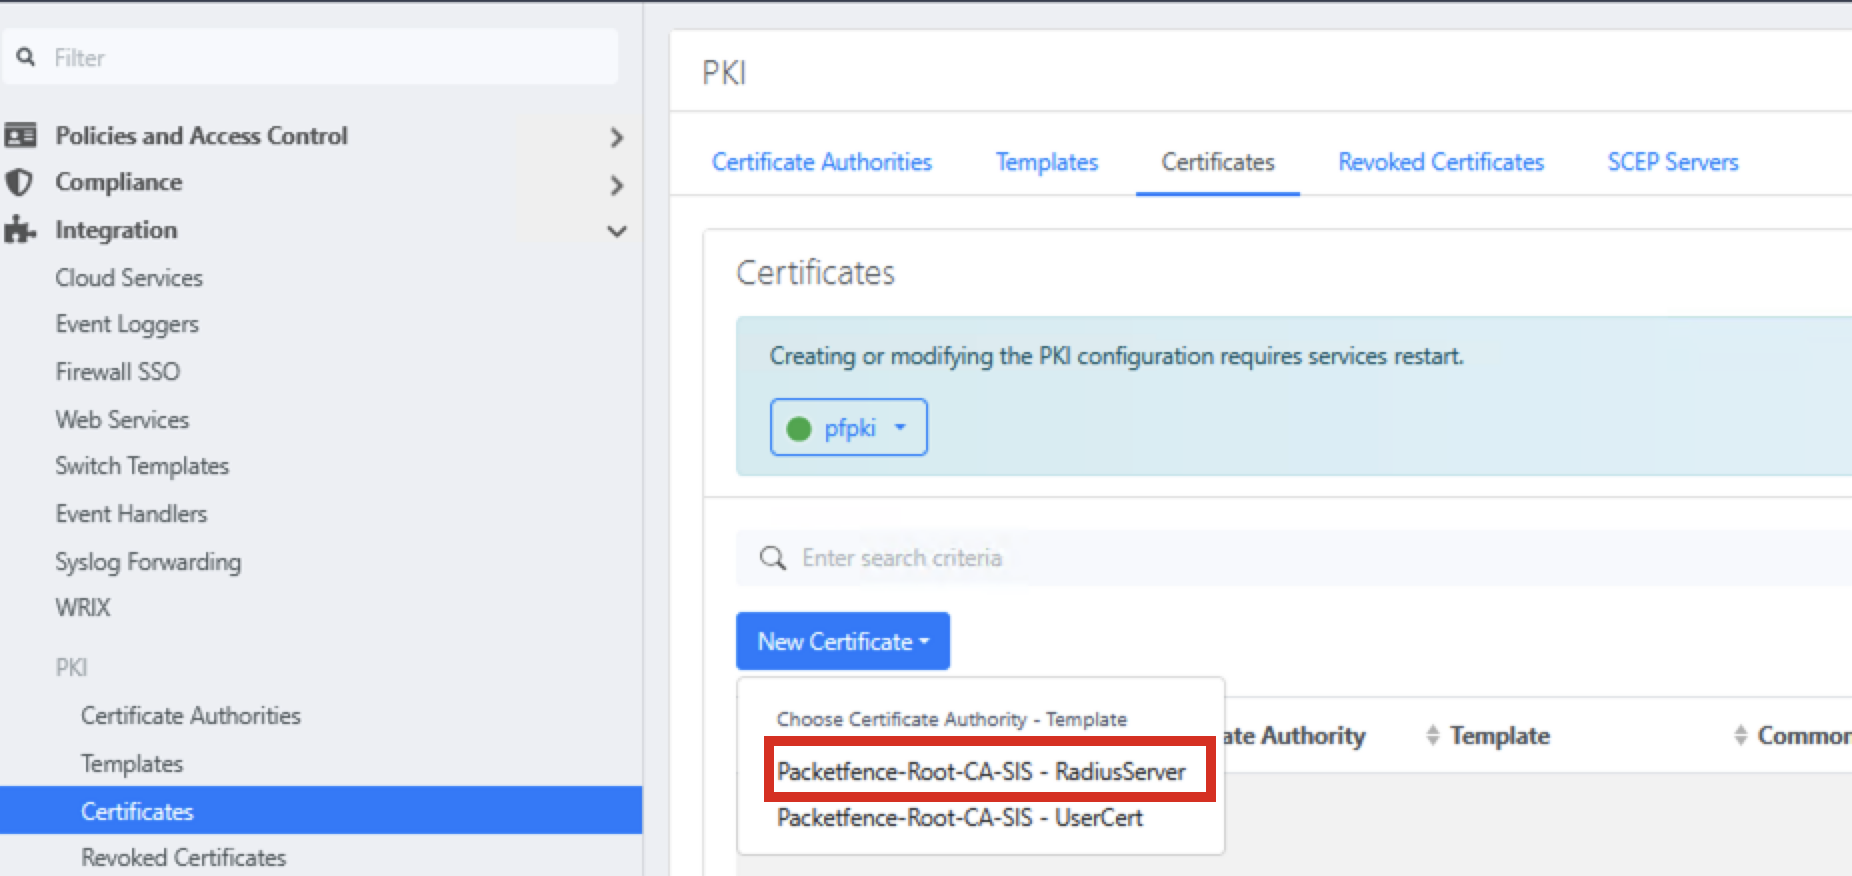 Filter
Policies and Access Control
Compliance
Integration
Cloud Services
Event Loggers
Firewall SSO
Web Services
Switch Templates
Event Handlers
Syslog Forwarding
WRIX
PKI
Certificate Authorities
Templates
Certificates
Revoked Certificates
PKI
Certificate Authorities Templates Certificates Revoked Certificates SCEP Servers
Certificates
Creating or modifying the PKI configuration requires services restart.
pfpki
Enter search criteria
New Certificate
Choose Certificate Authority - Template
Packetfence-Root-CA-SIS - RadiusServer
Packetfence-Root-CA-SIS - UserCert
ate Authority Template Common